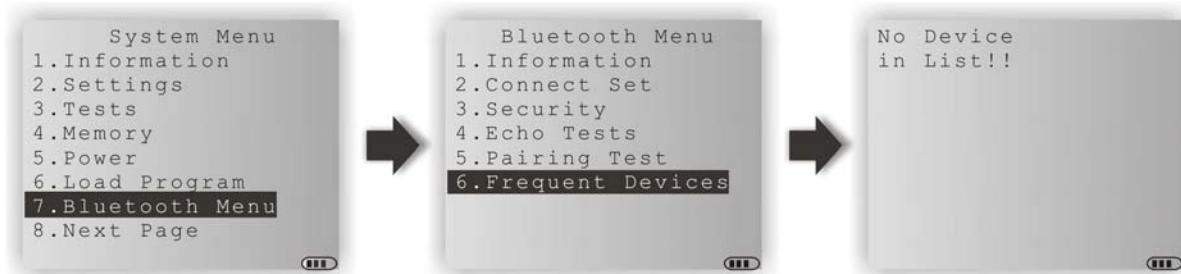 System Menu
1.Information
2.Settings
3.Tests
4.Memory
5.Power
6.Load Program
7.Bluetooth Menu
8.Next Page
Bluetooth Menu
1.Information
2.Connect Set
3.Security
4.Echo Tests
5.Pairing Test
6.Frequent Devices
No Device
in List!!